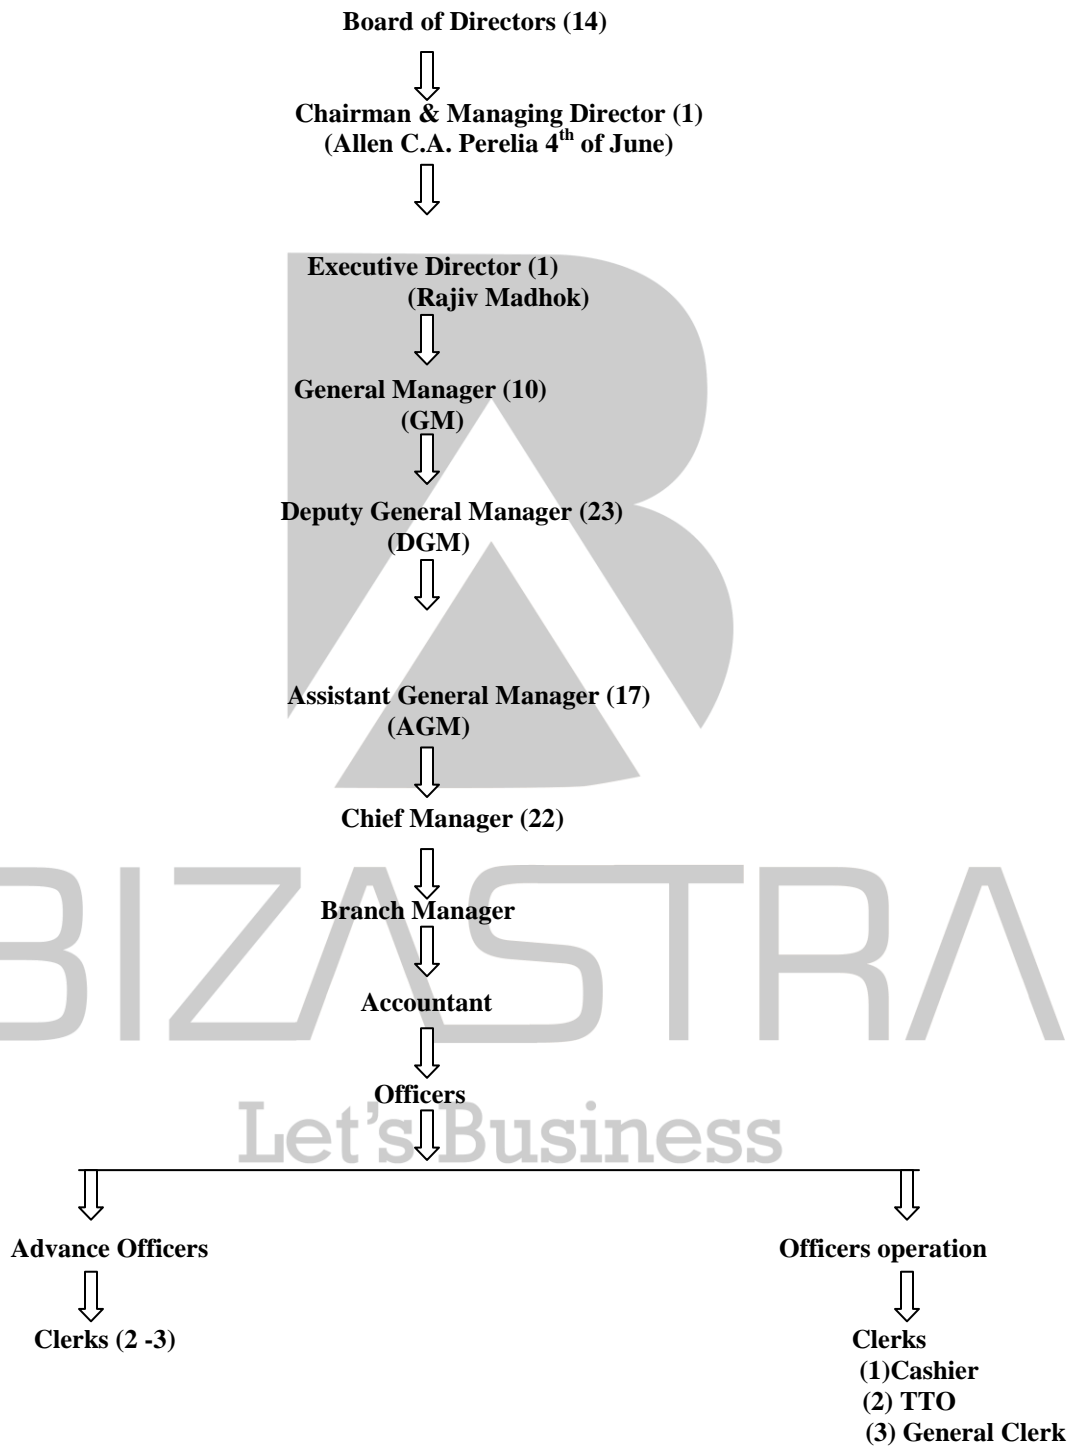 Board of Directors (14)
Chairman & Managing Director (1)
(Allen C.A. Perelia 4th of June)
Executive Director (1)
(Rajiv Madhok)
General Manager (10)
(GM)
Deputy General Manager (23)
(DGM)
Assistant General Manager (17)
(AGM)
Chief Manager (22)
BIZASTRA
Branch Manager
Accountant
Officers
Let's Business
Advance Officers
Officers operation
Clerks (2 -3)
Clerks
(1)Cashier
(2) TTO
(3) General Clerk